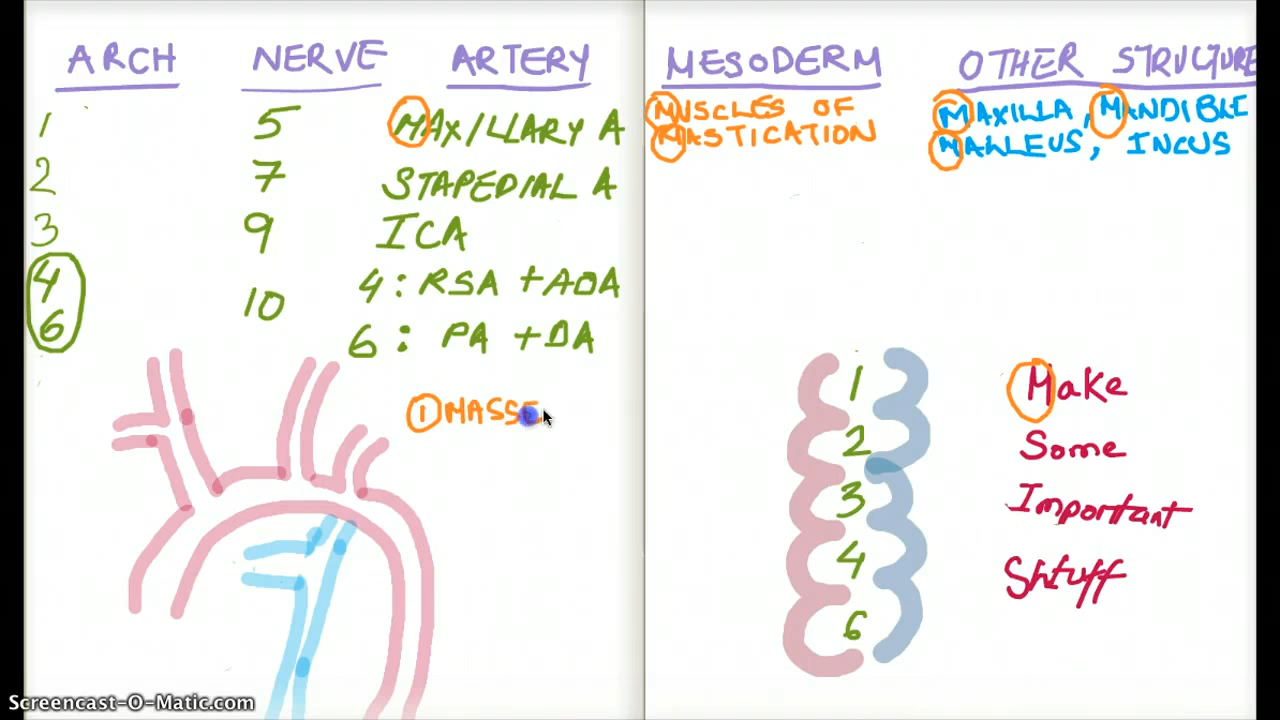 ARCH NERVE ARTERY MESODERM OTHER STRUCTURE
1 5 MAXILLARY A MUSCLES OF MASTICATION MAXILLA, MANDIBLE
MALLEUS, INCUS
2 7 STAPEDIAL A
3 9 ICA
4 10 4: RSA + AOA
6 6: PA + DA
① MASSE
1 Make
2 Some
3 Important
4 Shtuff
6
Screencast-O-Matic.com